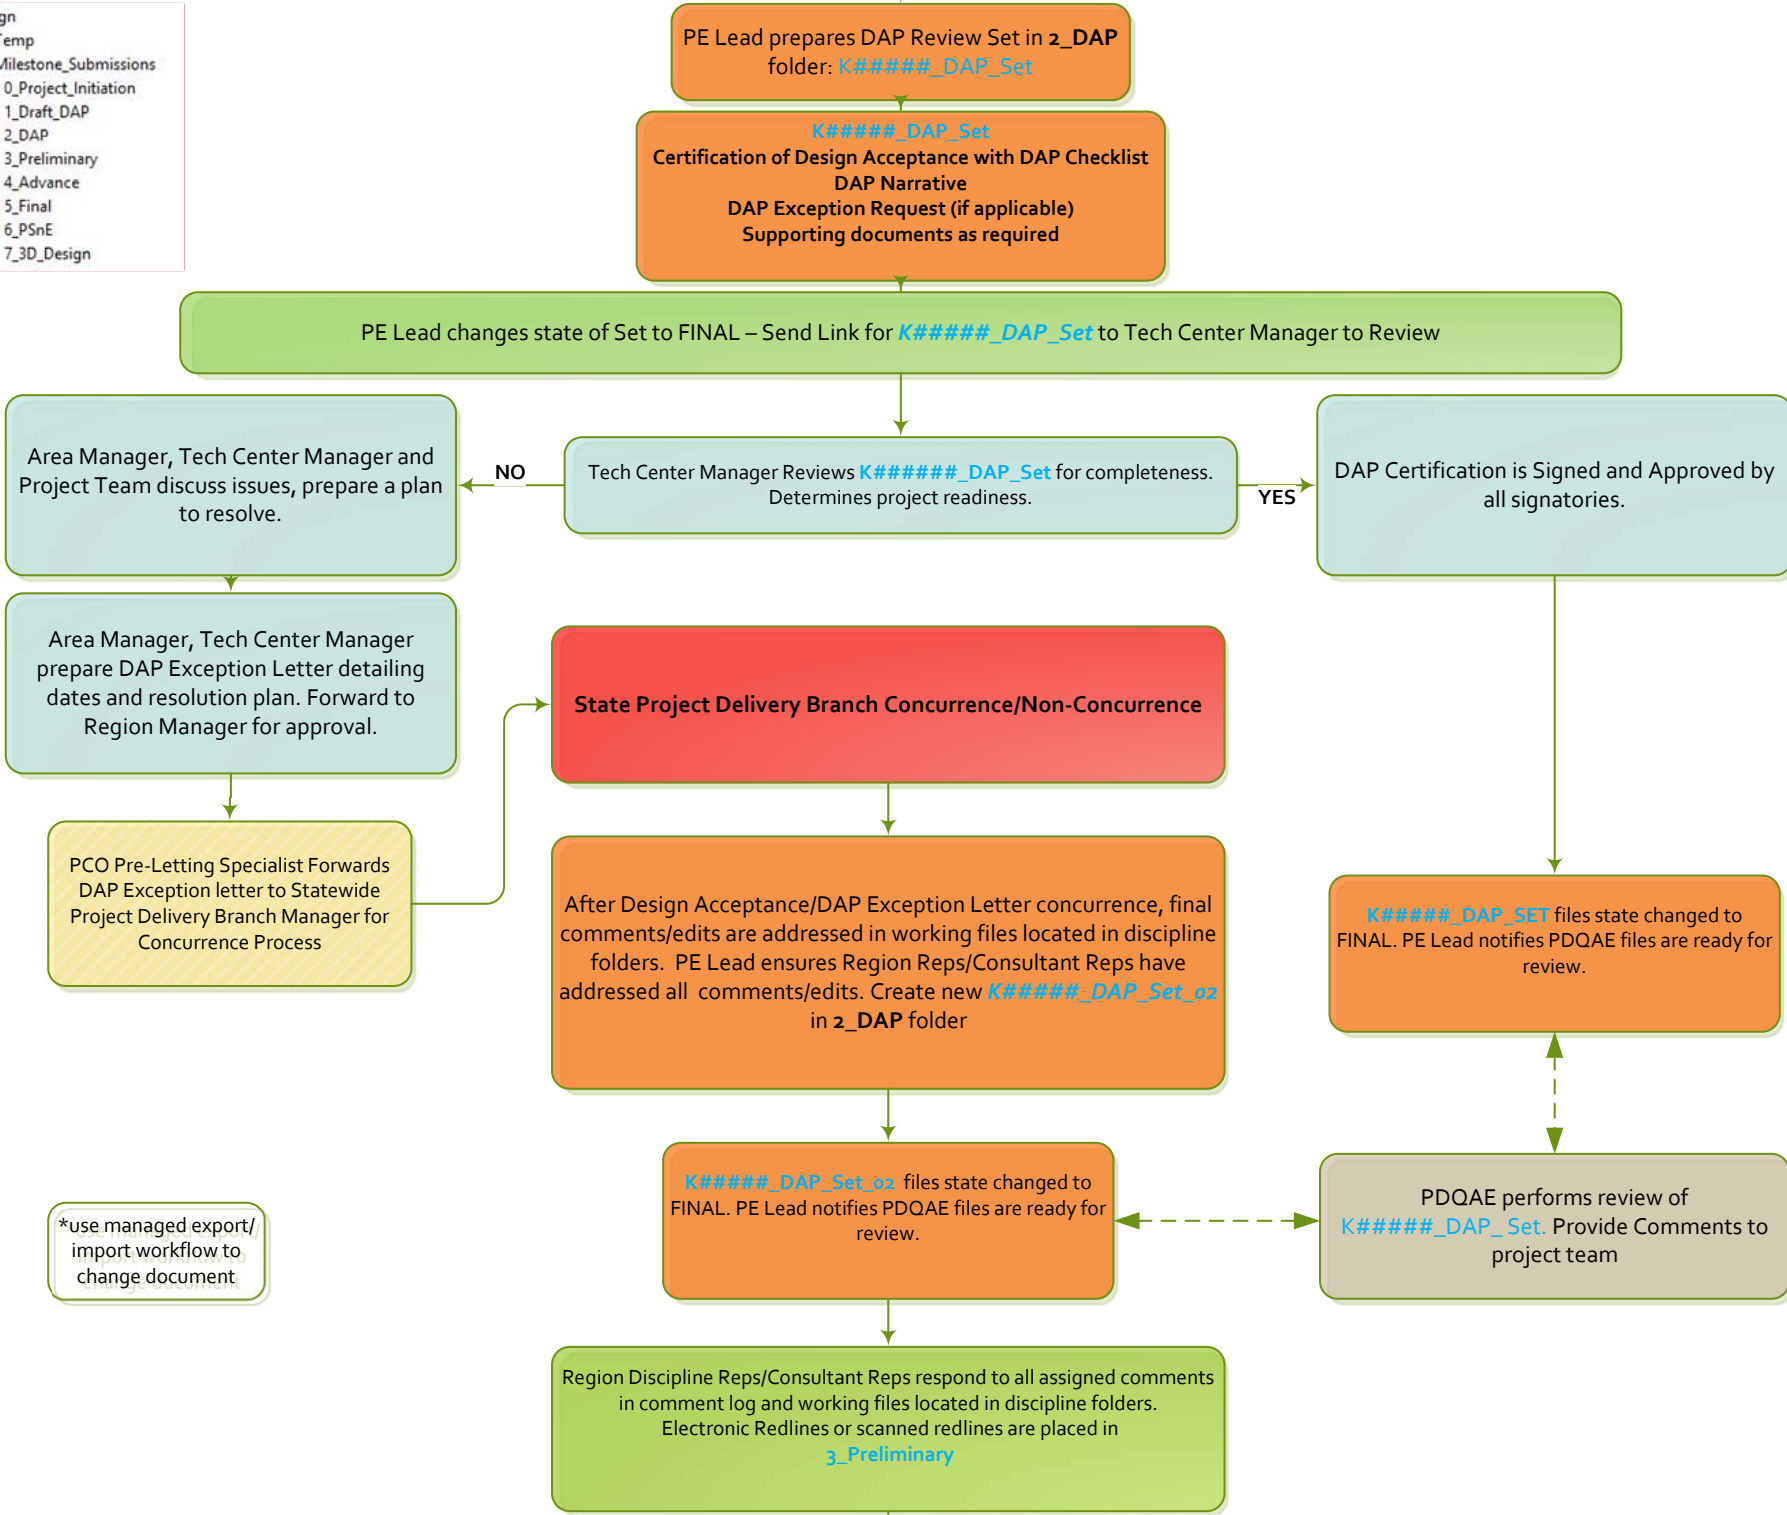 gn
Temp
Milestone_Submissions
0_Project_Initiation
1_Draft_DAP
2_DAP
3_Preliminary
4_Advance
5_Final
6_PSnE
7_3D_Design
PE Lead prepares DAP Review Set in 2_DAP
folder: K#####_DAP_Set
K#####_DAP_Set
Certification of Design Acceptance with DAP Checklist
DAP Narrative
DAP Exception Request (if applicable)
Supporting documents as required
PE Lead changes state of Set to FINAL – Send Link for K#####_DAP_Set to Tech Center Manager to Review
Area Manager, Tech Center Manager and
Project Team discuss issues, prepare a plan
to resolve.
NO
Tech Center Manager Reviews K######_DAP_Set for completeness.
Determines project readiness.
YES
DAP Certification is Signed and Approved by
all signatories.
Area Manager, Tech Center Manager
prepare DAP Exception Letter detailing
dates and resolution plan. Forward to
Region Manager for approval.
State Project Delivery Branch Concurrence/Non-Concurrence
PCO Pre-Letting Specialist Forwards
DAP Exception letter to Statewide
Project Delivery Branch Manager for
Concurrence Process
After Design Acceptance/DAP Exception Letter concurrence, final
comments/edits are addressed in working files located in discipline
folders. PE Lead ensures Region Reps/Consultant Reps have
addressed all comments/edits. Create new K#####_DAP_Set_02
in 2_DAP folder
K#####_DAP_SET files state changed to
FINAL. PE Lead notifies PDQAE files are ready for
review.
K#####_DAP_Set_02 files state changed to
FINAL. PE Lead notifies PDQAE files are ready for
review.
PDQAE performs review of
K#####_DAP_ Set. Provide Comments to
project team
*use managed export/
import workflow to
change document
Region Discipline Reps/Consultant Reps respond to all assigned comments
in comment log and working files located in discipline folders.
Electronic Redlines or scanned redlines are placed in
3_Preliminary